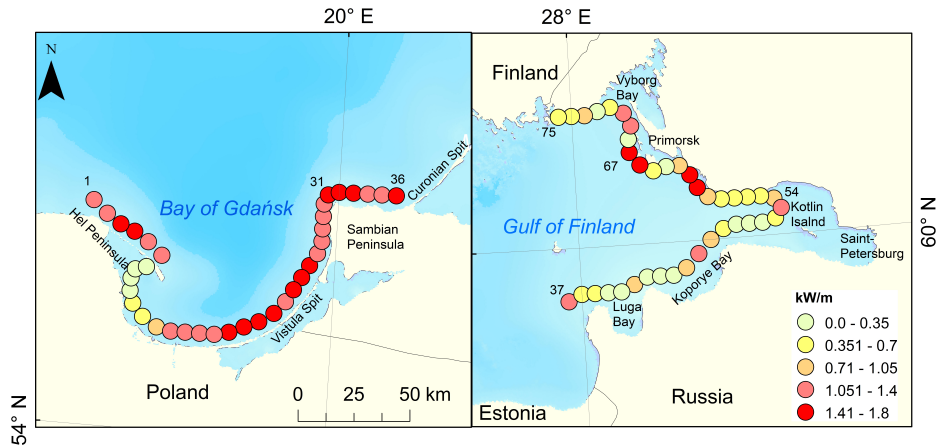 20° E
28° E
N
1
31
36
Curonian Spit
Hel Peninsula
Bay of Gdańsk
Sambian
Peninsula
Vistula Spit
Poland
0 25 50 km
54° N
Finland
Vyborg
Bay
75
Primorsk
67
54
Kotlin
Isalnd
Gulf of Finland
Saint-
Petersburg
60° N
Koporye Bay
37
Luga
Bay
Estonia
Russia
kW/m
0.0 - 0.35
0.351 - 0.7
0.71 - 1.05
1.051 - 1.4
1.41 - 1.8